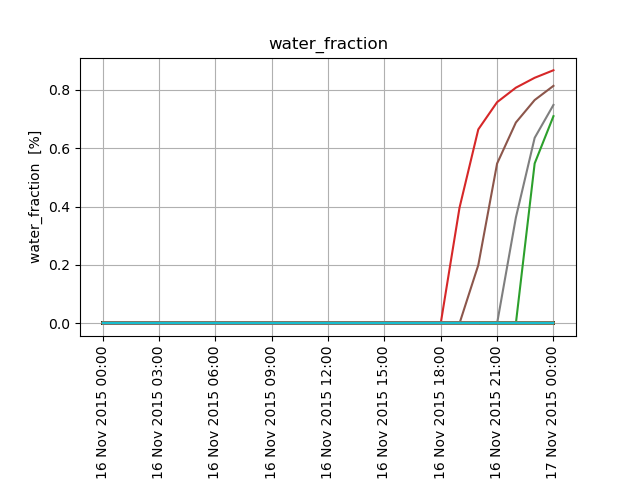 water_fraction
water_fraction [%]
0.8
0.6
0.4
0.2
0.0
16 Nov 2015 00:00
16 Nov 2015 03:00
16 Nov 2015 06:00
16 Nov 2015 09:00
16 Nov 2015 12:00
16 Nov 2015 15:00
16 Nov 2015 18:00
16 Nov 2015 21:00
17 Nov 2015 00:00